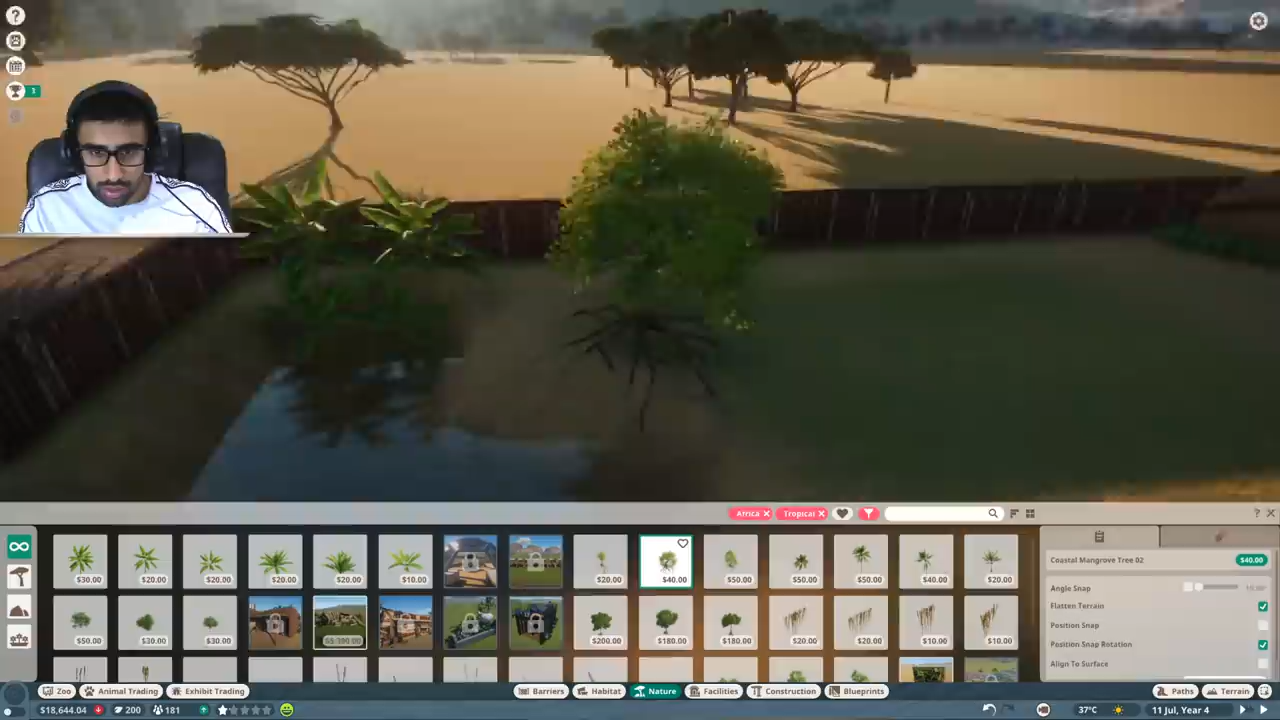 ?
1
Africa ✕ Tropical ✕
? ✕
$30.00 $20.00 $20.00 $20.00 $20.00 $10.00 $20.00 $40.00 $50.00 $50.00 $50.00 $40.00 $20.00
$50.00 $30.00 $30.00 $200.00 $180.00 $180.00 $20.00 $20.00 $10.00 $10.00
Coastal Mangrove Tree 02 $40.00
Angle Snap
Flatten Terrain
Position Snap
Position Snap Rotation
Align To Surface
Zoo Animal Trading Exhibit Trading Barriers Habitat Nature Facilities Construction Blueprints Paths Terrain
$18,644.04 200 181 37°C 11 Jul, Year 4